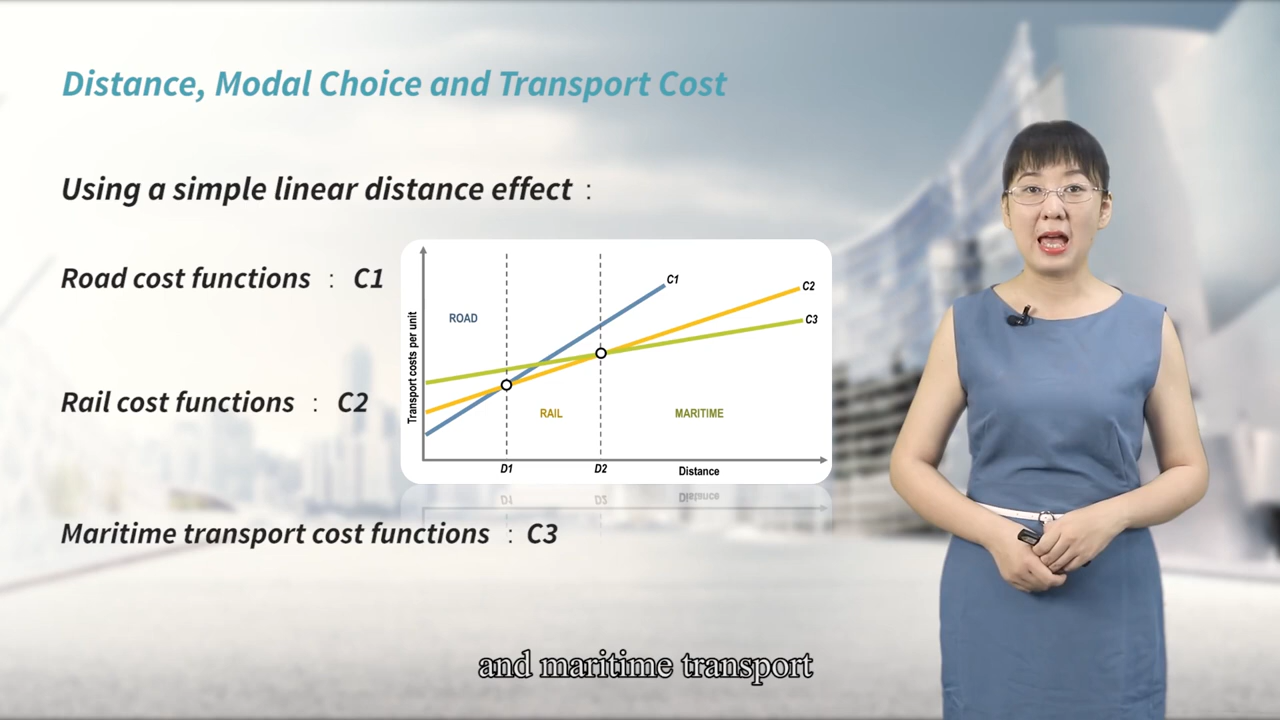 Distance, Modal Choice and Transport Cost
Using a simple linear distance effect :
Road cost functions : C1
Rail cost functions : C2
Maritime transport cost functions : C3
Transport costs per unit
ROAD
C1
C2
C3
RAIL
MARITIME
D1
D2
Distance
and maritime transport